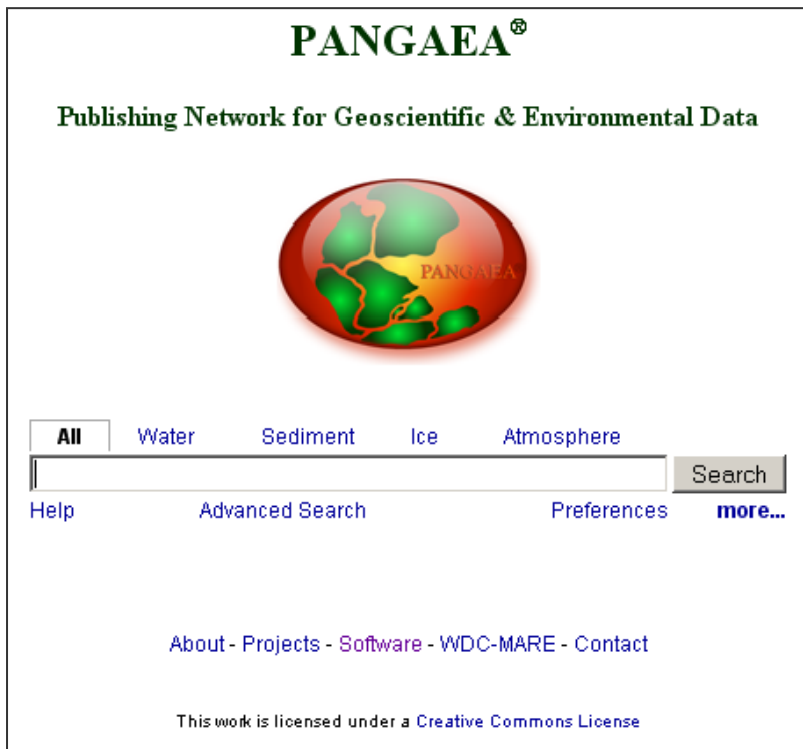 PANGAEA®
Publishing Network for Geoscientific & Environmental Data
PANGAEA
All Water Sediment Ice Atmosphere
Search
Help Advanced Search Preferences more...
About - Projects - Software - WDC-MARE - Contact
This work is licensed under a Creative Commons License